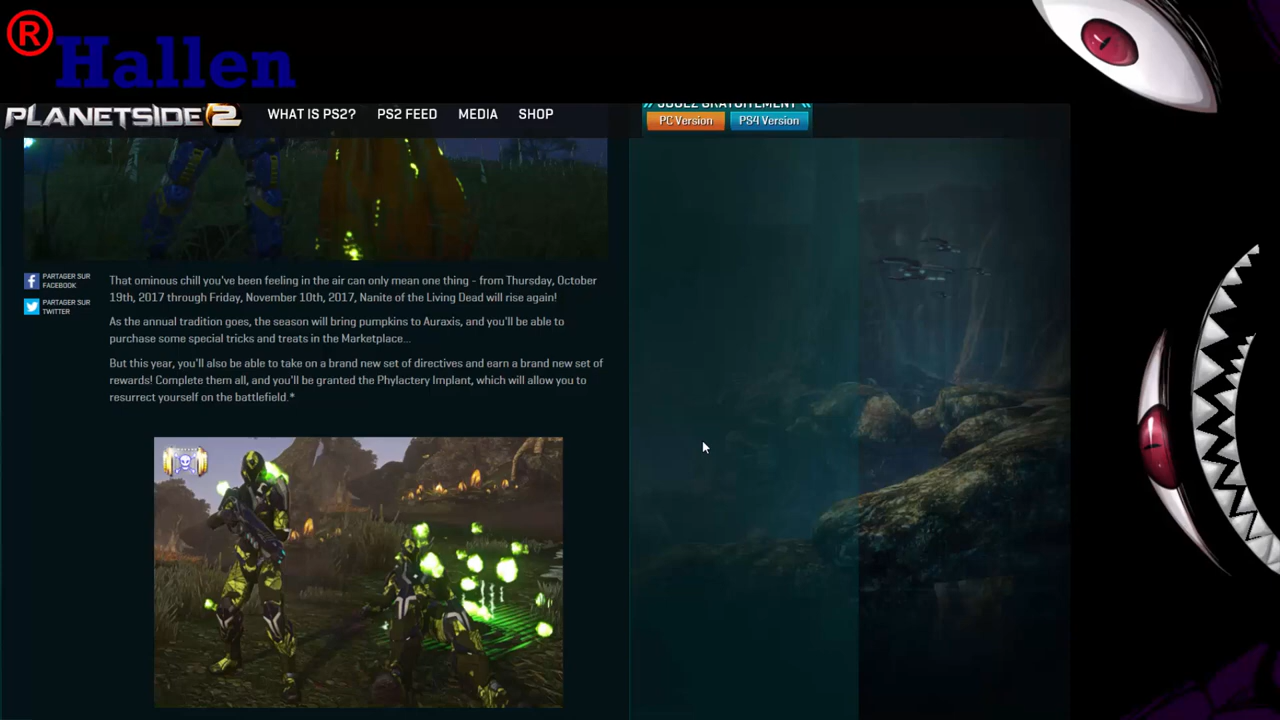 ® Hallen
PLANETSIDE 2
WHAT IS PS2? PS2 FEED MEDIA SHOP
// JOUEZ GRATUITEMENT \\
PC Version PS4 Version
PARTAGER SUR
FACEBOOK
PARTAGER SUR
TWITTER
That ominous chill you've been feeling in the air can only mean one thing - from Thursday, October
19th, 2017 through Friday, November 10th, 2017, Nanite of the Living Dead will rise again!
As the annual tradition goes, the season will bring pumpkins to Auraxis, and you'll be able to
purchase some special tricks and treats in the Marketplace...
But this year, you'll also be able to take on a brand new set of directives and earn a brand new set of
rewards! Complete them all, and you'll be granted the Phylactery Implant, which will allow you to
resurrect yourself on the battlefield.*